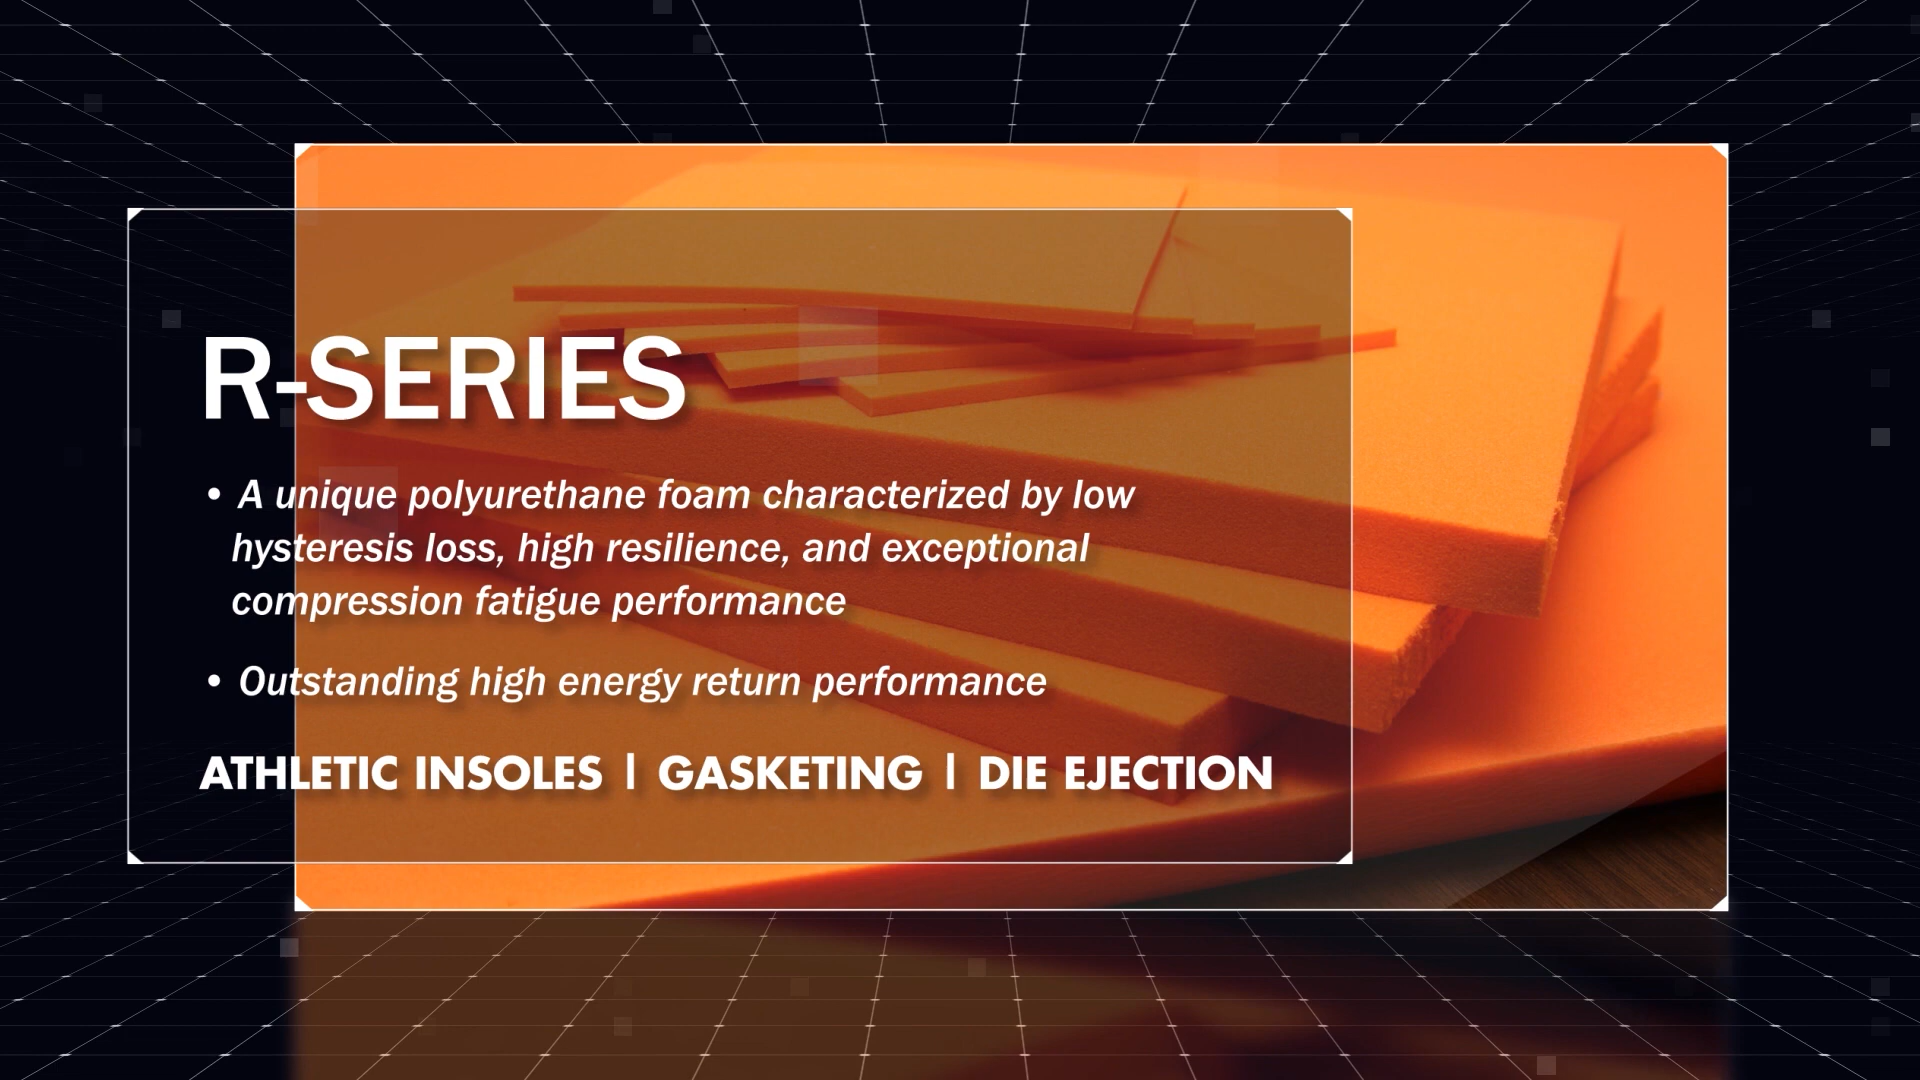 R-SERIES
• A unique polyurethane foam characterized by low
hysteresis loss, high resilience, and exceptional
compression fatigue performance
• Outstanding high energy return performance
ATHLETIC INSOLES | GASKETING | DIE EJECTION